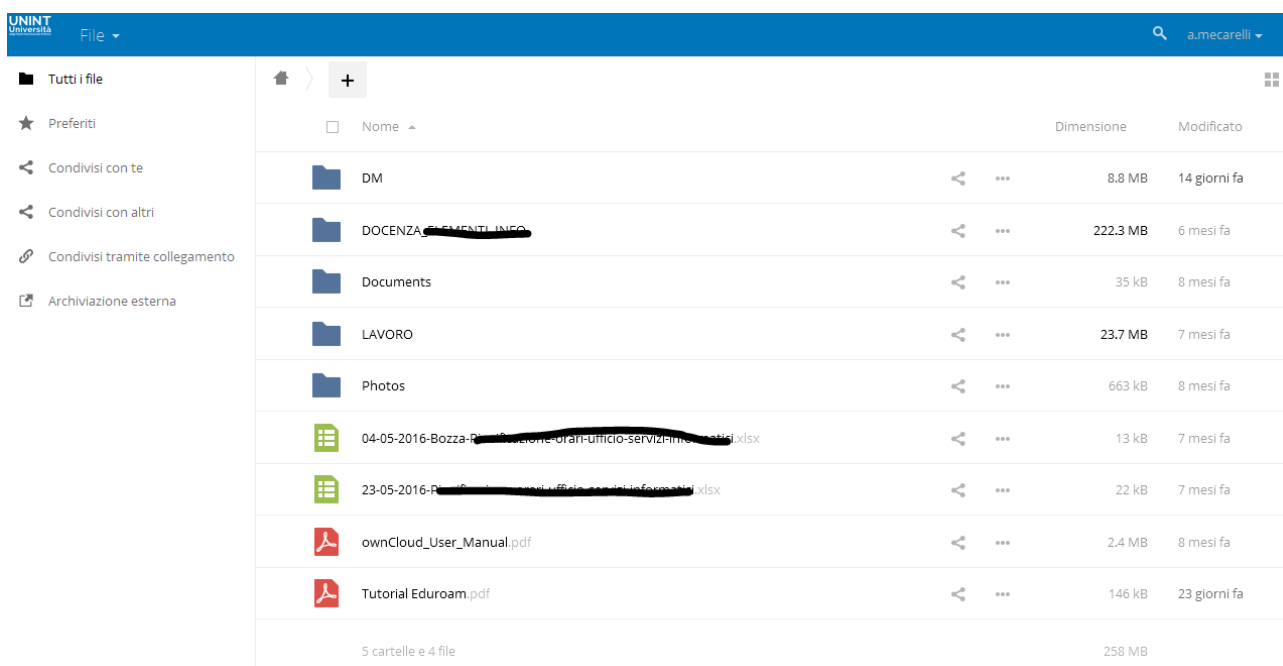 UNINT
Università
File
a.mecarelli
Tutti i file
Preferiti
Condivisi con te
Condivisi con altri
Condivisi tramite collegamento
Archiviazione esterna
+
Nome
Dimensione
Modificato
DM 8.8 MB 14 giorni fa
DOCENZA_ 222.3 MB 6 mesi fa
Documents 35 kB 8 mesi fa
LAVORO 23.7 MB 7 mesi fa
Photos 663 kB 8 mesi fa
04-05-2016-Bozza- .xlsx 13 kB 7 mesi fa
23-05-2016- .xlsx 22 kB 7 mesi fa
ownCloud_User_Manual.pdf 2.4 MB 8 mesi fa
Tutorial Eduroam.pdf 146 kB 23 giorni fa
5 cartelle e 4 file 258 MB